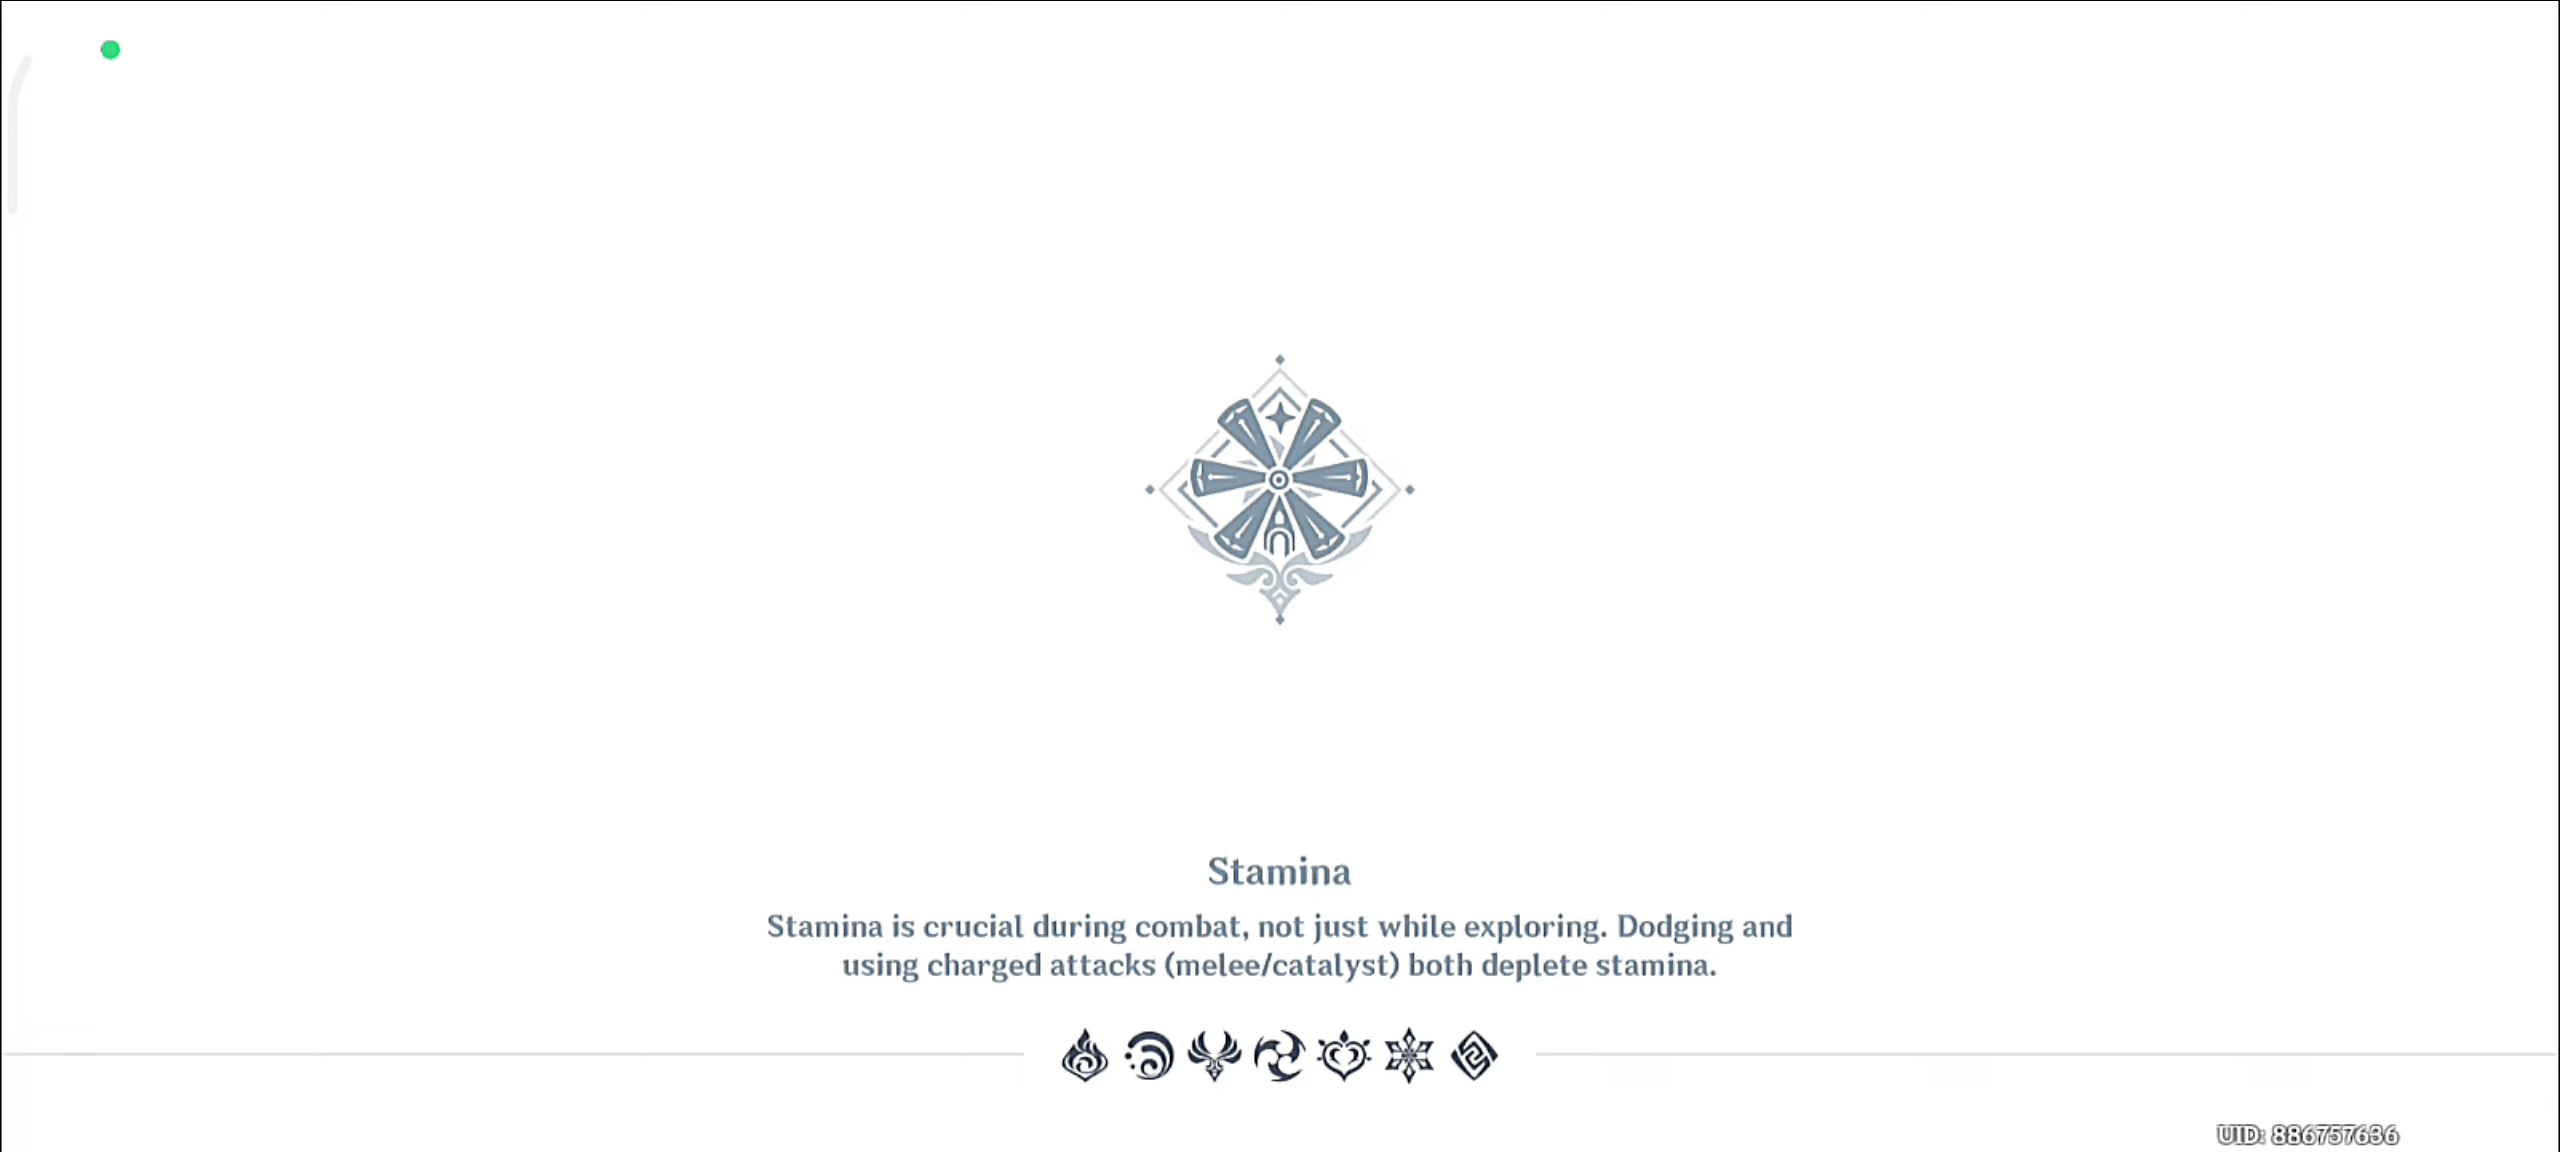 Stamina
Stamina is crucial during combat, not just while exploring. Dodging and
using charged attacks (melee/catalyst) both deplete stamina.
UID: 886757636